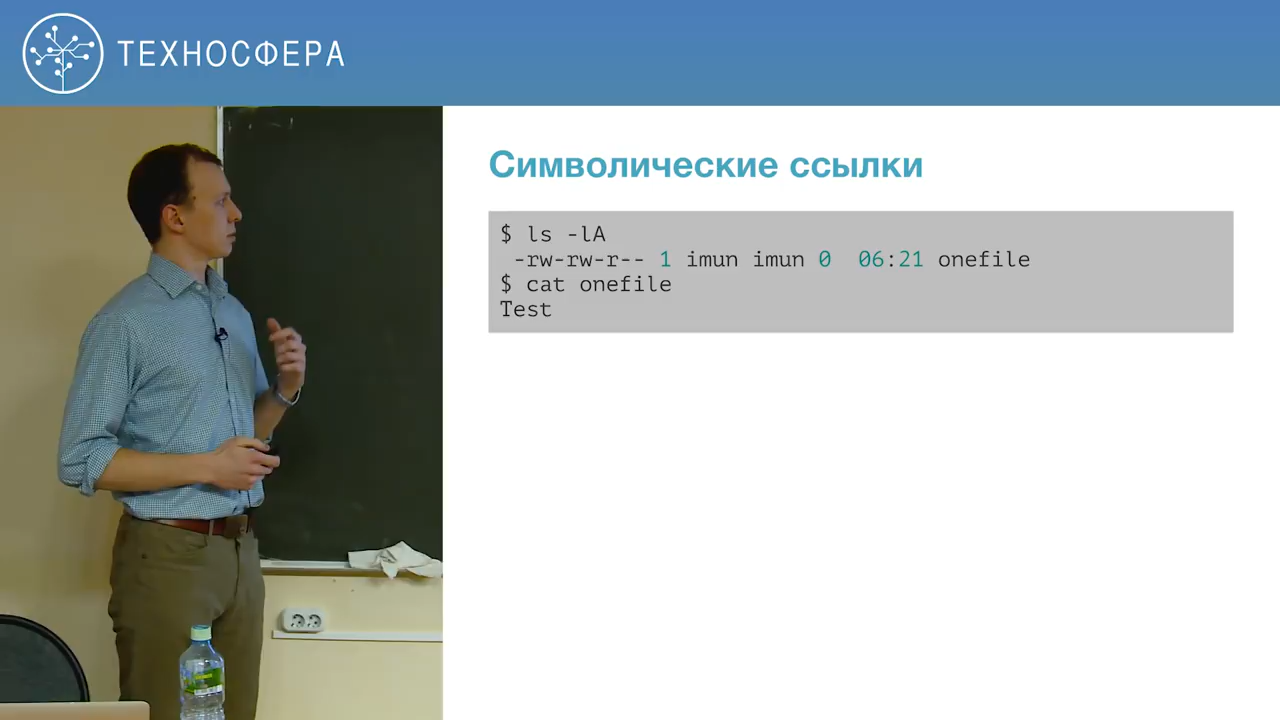 ТЕХНОСФЕРА
Символические ссылки
$ ls -lA
-rw-rw-r-- 1 imun imun 0 06:21 onefile
$ cat onefile
Test